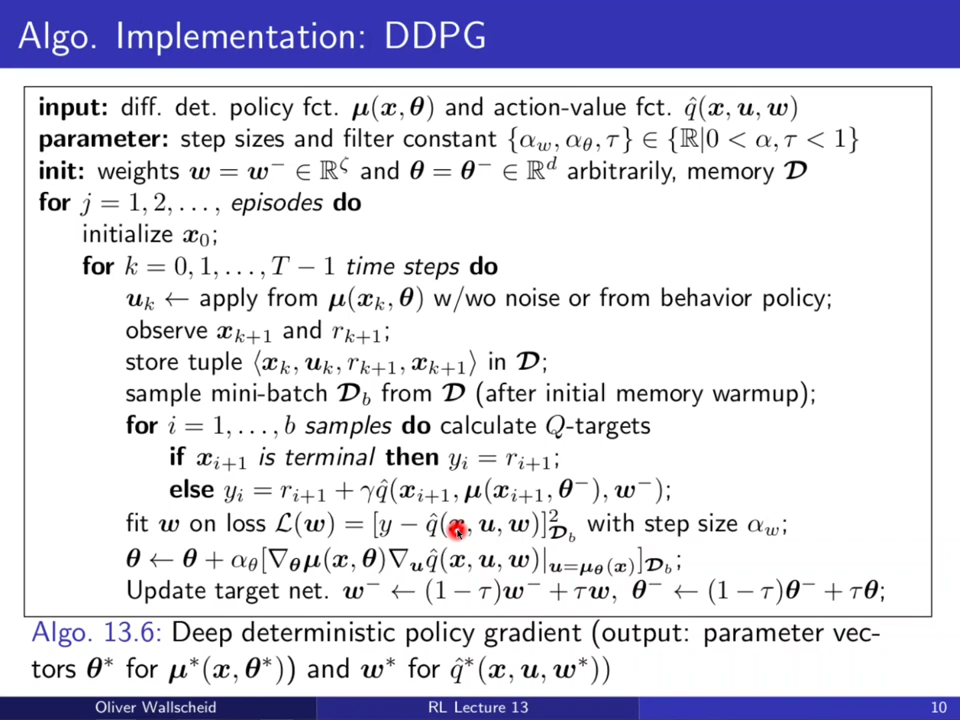 Algo. Implementation: DDPG
input: diff. det. policy fct. μ(x, θ) and action-value fct. q̂(x, u, w)
parameter: step sizes and filter constant {α_w, α_θ, τ} ∈ {ℝ|0 < α, τ < 1}
init: weights w = w⁻ ∈ ℝ^ζ and θ = θ⁻ ∈ ℝ^d arbitrarily, memory 𝓓
for j = 1, 2, . . . , episodes do
initialize x₀;
for k = 0, 1, . . . , T − 1 time steps do
u_k ← apply from μ(x_k, θ) w/wo noise or from behavior policy;
observe x_{k+1} and r_{k+1};
store tuple ⟨x_k, u_k, r_{k+1}, x_{k+1}⟩ in 𝓓;
sample mini-batch 𝓓_b from 𝓓 (after initial memory warmup);
for i = 1, . . . , b samples do calculate Q-targets
if x_{i+1} is terminal then y_i = r_{i+1};
else y_i = r_{i+1} + γq̂(x_{i+1}, μ(x_{i+1}, θ⁻), w⁻);
fit w on loss 𝓛(w) = [y − q̂(x, u, w)]²_{𝓓_b} with step size α_w;
θ ← θ + α_θ[∇_θμ(x, θ)∇_uq̂(x, u, w)|_{u=μ_θ(x)}]_{𝓓_b};
Update target net. w⁻ ← (1 − τ)w⁻ + τw, θ⁻ ← (1 − τ)θ⁻ + τθ;
Algo. 13.6: Deep deterministic policy gradient (output: parameter vec-
tors θ* for μ*(x, θ*)) and w* for q̂*(x, u, w*))
Oliver Wallscheid RL Lecture 13 10